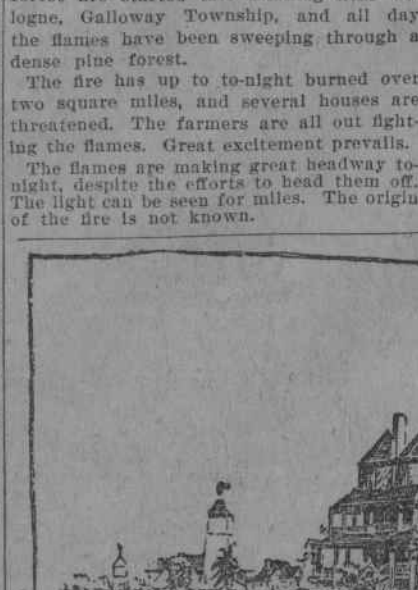 logne, Galloway Township, and all day
the flames have been sweeping through a
dense pine forest.
The fire has up to to-night burned over
two square miles, and several houses are
threatened. The farmers are all out fight-
ing the flames. Great excitement prevails.
The flames are making great headway to-
night, despite the efforts to head them off.
The light can be seen for miles. The origin
of the fire is not known.